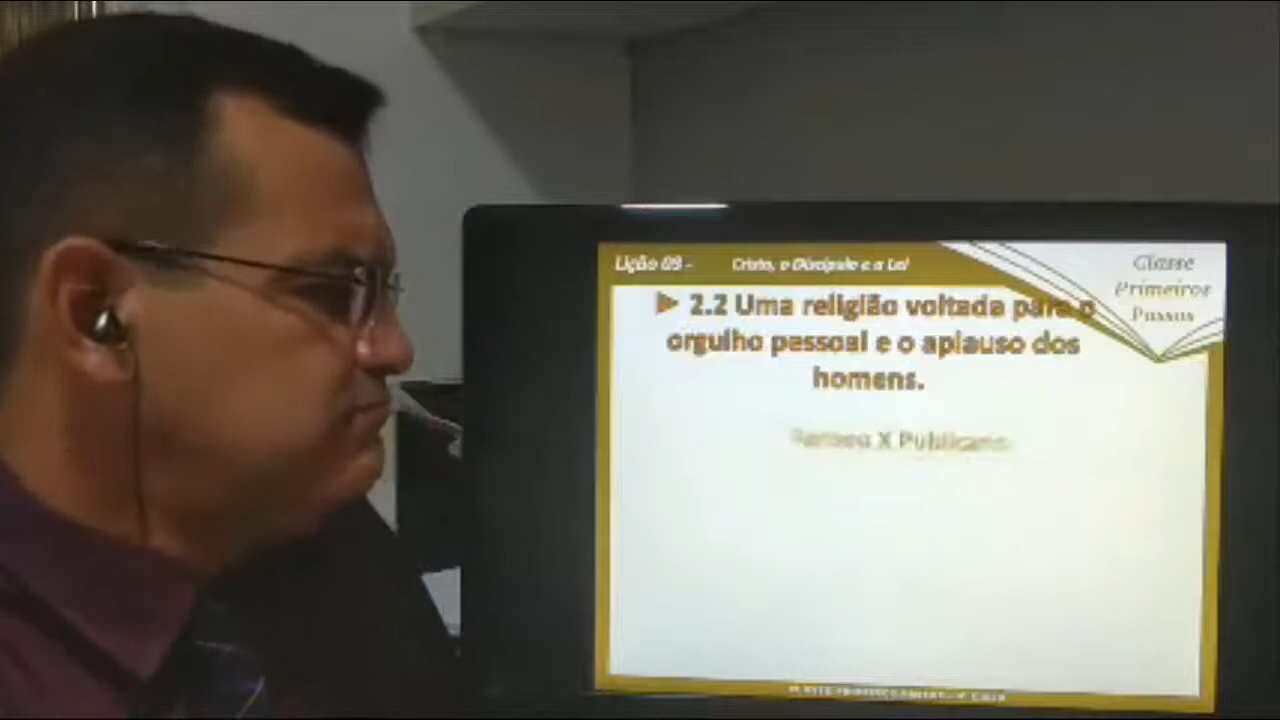 Lição 09 - Cristo, o Discípulo e a Lei
Classe
Primeiros
Passos
► 2.2 Uma religião voltada para o
orgulho pessoal e o aplauso dos
homens.
Fariseu X Publicano.